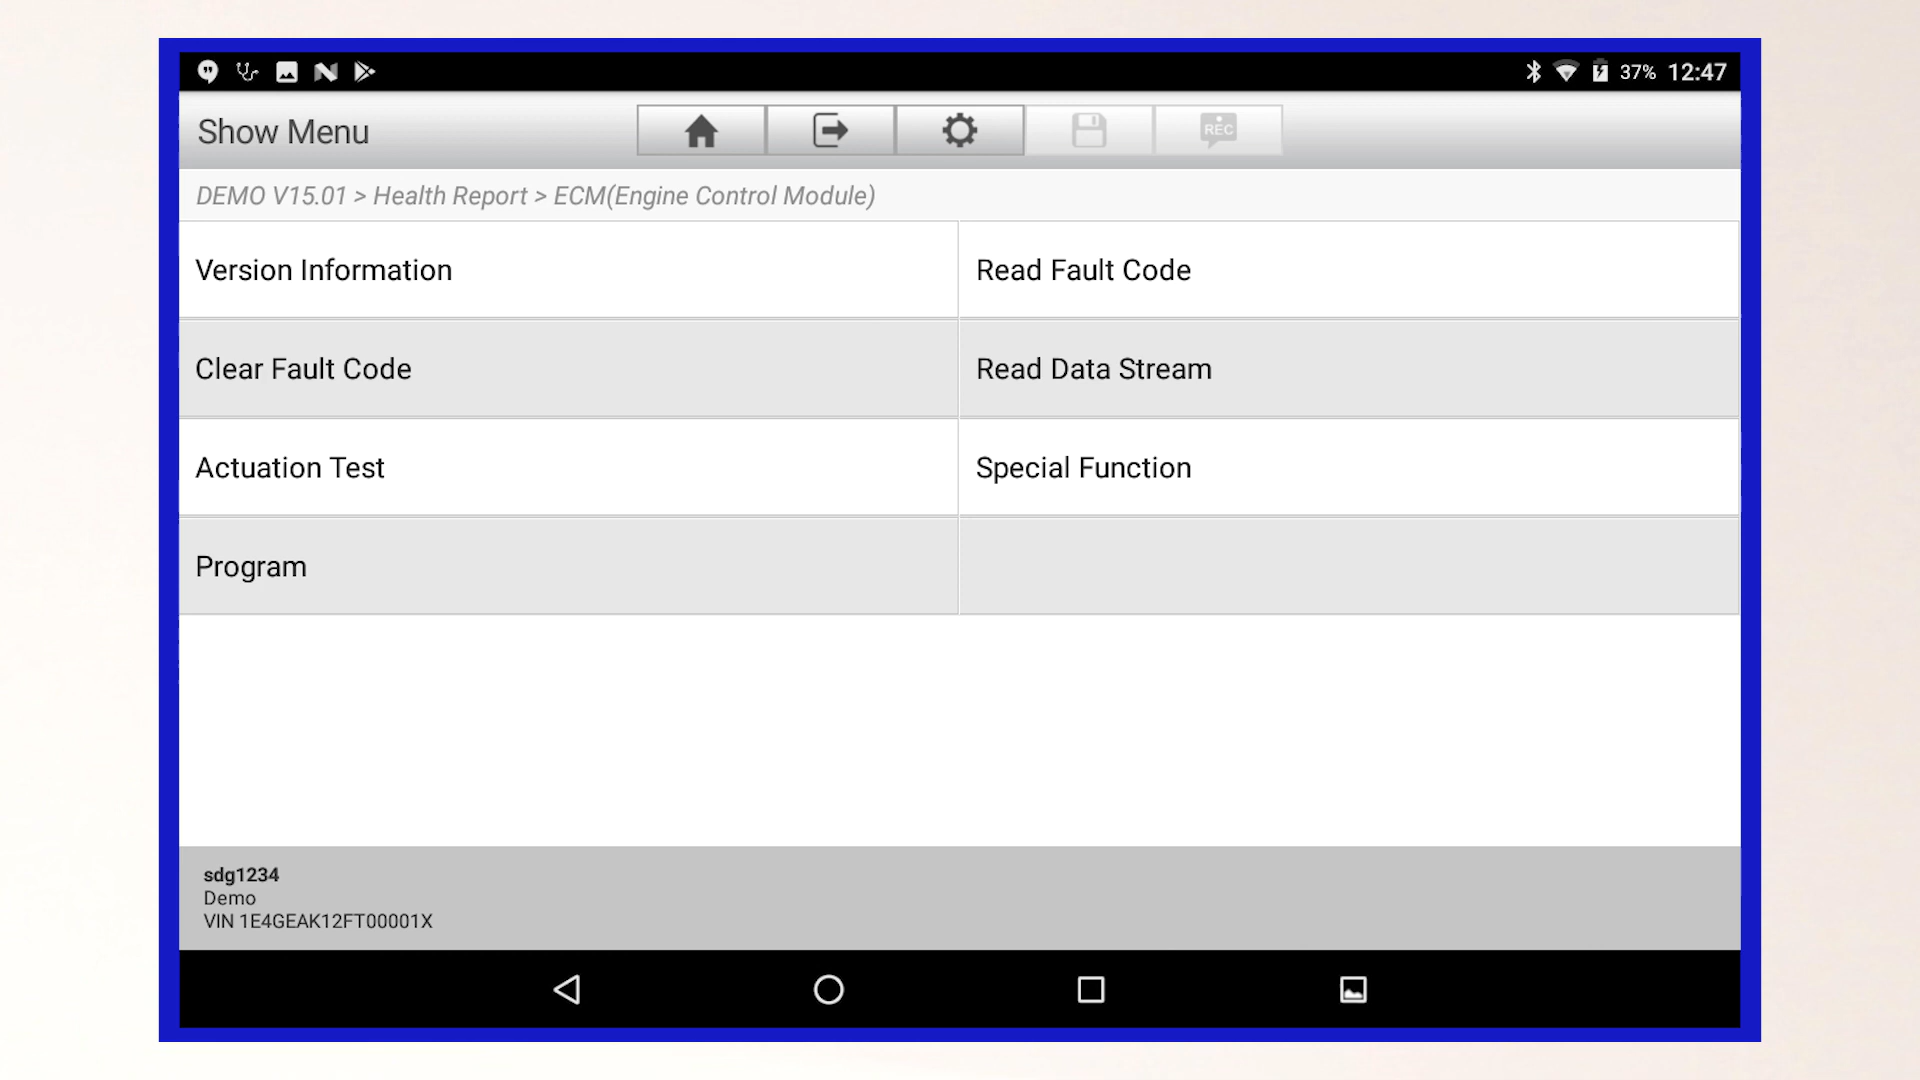 37% 12:47
Show Menu
REC
DEMO V15.01 > Health Report > ECM(Engine Control Module)
Version Information
Read Fault Code
Clear Fault Code
Read Data Stream
Actuation Test
Special Function
Program
sdg1234
Demo
VIN 1E4GEAK12FT00001X